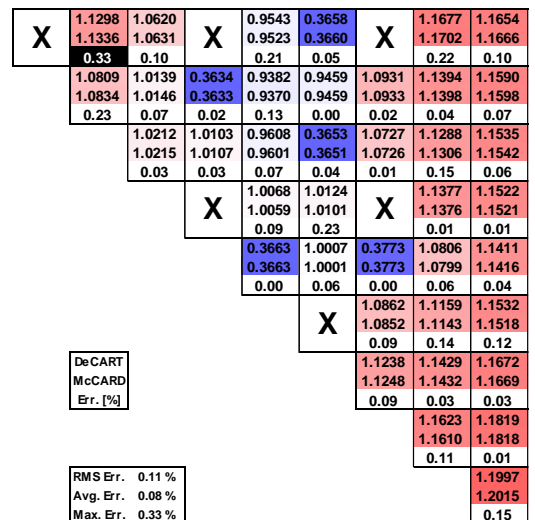 X 1.1298 1.0620 X 0.9543 0.3658 X 1.1677 1.1654
1.1336 1.0631 0.9523 0.3660 1.1702 1.1666
0.33 0.10 0.21 0.05 0.22 0.10
1.0809 1.0139 0.3634 0.9382 0.9459 1.0931 1.1394 1.1590
1.0834 1.0146 0.3633 0.9370 0.9459 1.0933 1.1398 1.1598
0.23 0.07 0.02 0.13 0.00 0.02 0.04 0.07
1.0212 1.0103 0.9608 0.3653 1.0727 1.1288 1.1535
1.0215 1.0107 0.9601 0.3651 1.0726 1.1306 1.1542
0.03 0.03 0.07 0.04 0.01 0.15 0.06
X 1.0068 1.0124 X 1.1377 1.1522
1.0059 1.0101 1.1376 1.1521
0.09 0.23 0.01 0.01
0.3663 1.0007 0.3773 1.0806 1.1411
0.3663 1.0001 0.3773 1.0799 1.1416
0.00 0.06 0.00 0.06 0.04
X 1.0862 1.1159 1.1532
1.0852 1.1143 1.1518
0.09 0.14 0.12
DeCART 1.1238 1.1429 1.1672
McCARD 1.1248 1.1432 1.1669
Err. [%] 0.09 0.03 0.03
1.1623 1.1819
1.1610 1.1818
0.11 0.01
RMS Err. 0.11 % 1.1997
Avg. Err. 0.08 % 1.2015
Max. Err. 0.33 % 0.15